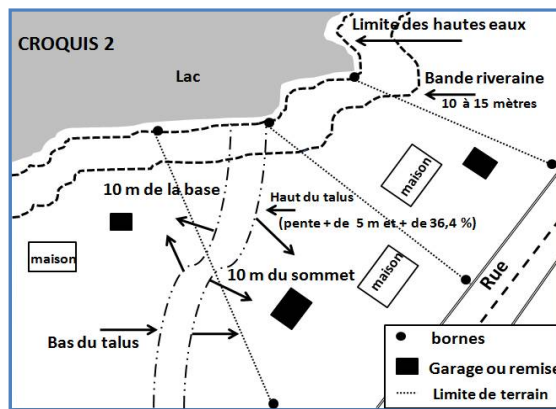 CROQUIS 2
Limite des hautes eaux
Lac
Bande riveraine
10 à 15 mètres
maison
10 m de la base
Haut du talus
(pente + de 5 m et + de 36,4 %)
maison
maison
10 m du sommet
Rue
Bas du talus
bornes
Garage ou remise
Limite de terrain